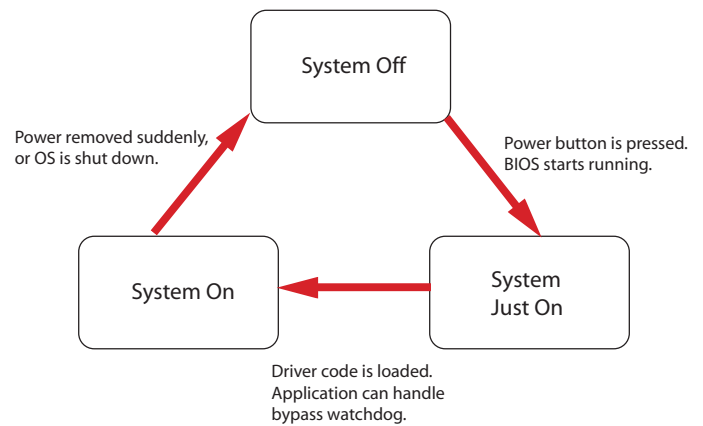 System Off
Power removed suddenly,
or OS is shut down.
Power button is pressed.
BIOS starts running.
System On
System
Just On
Driver code is loaded.
Application can handle
bypass watchdog.